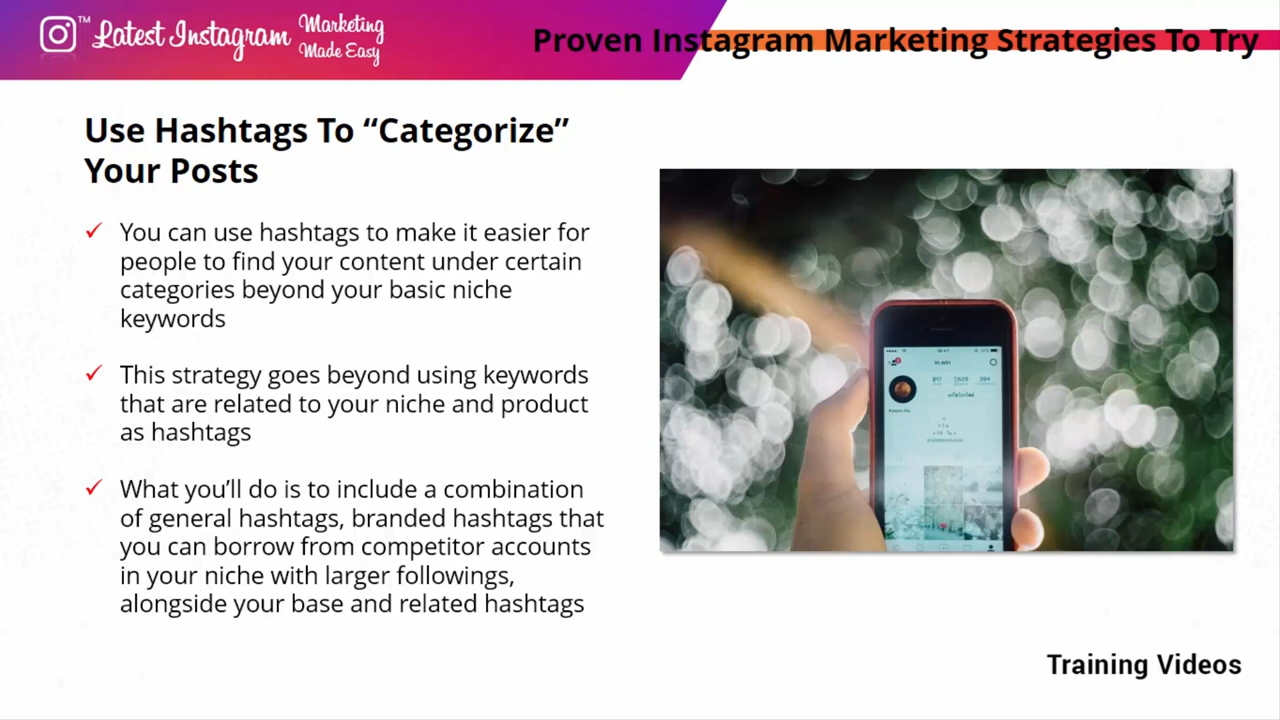 TM
Latest Instagram
Marketing
Made Easy
Proven Instagram Marketing Strategies To Try
Use Hashtags To “Categorize”
Your Posts
You can use hashtags to make it easier for
people to find your content under certain
categories beyond your basic niche
keywords
This strategy goes beyond using keywords
that are related to your niche and product
as hashtags
What you’ll do is to include a combination
of general hashtags, branded hashtags that
you can borrow from competitor accounts
in your niche with larger followings,
alongside your base and related hashtags
Training Videos